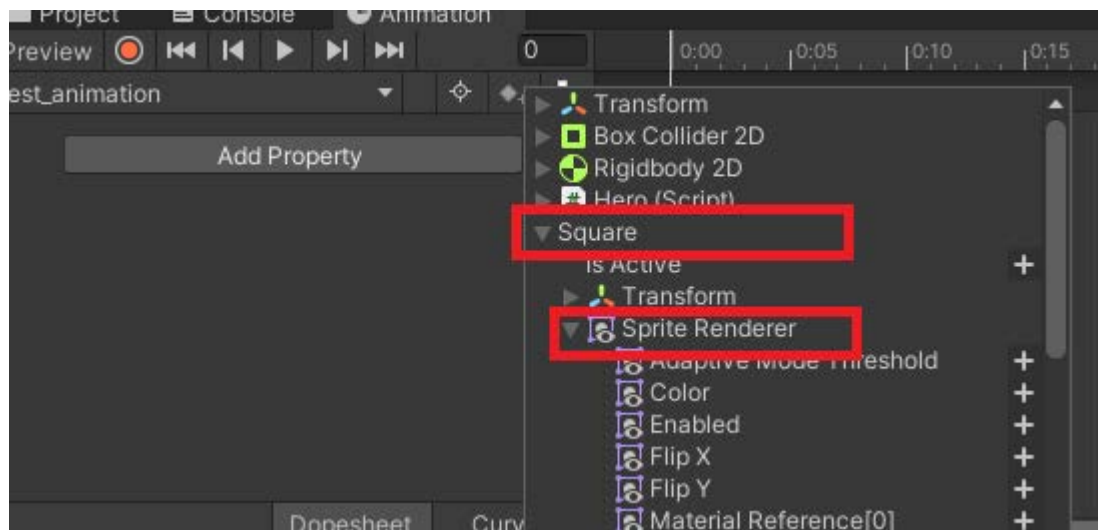 Project Console Animation
Preview 0 0:00 0:05 0:10 0:15
est_animation
Transform
Box Collider 2D
Add Property
Rigidbody 2D
Hero (Script)
Square
Is Active
Transform
Sprite Renderer
Adaptive Mode Threshold
Color
Enabled
Flip X
Flip Y
Dopesheet Curv
Material Reference[0]